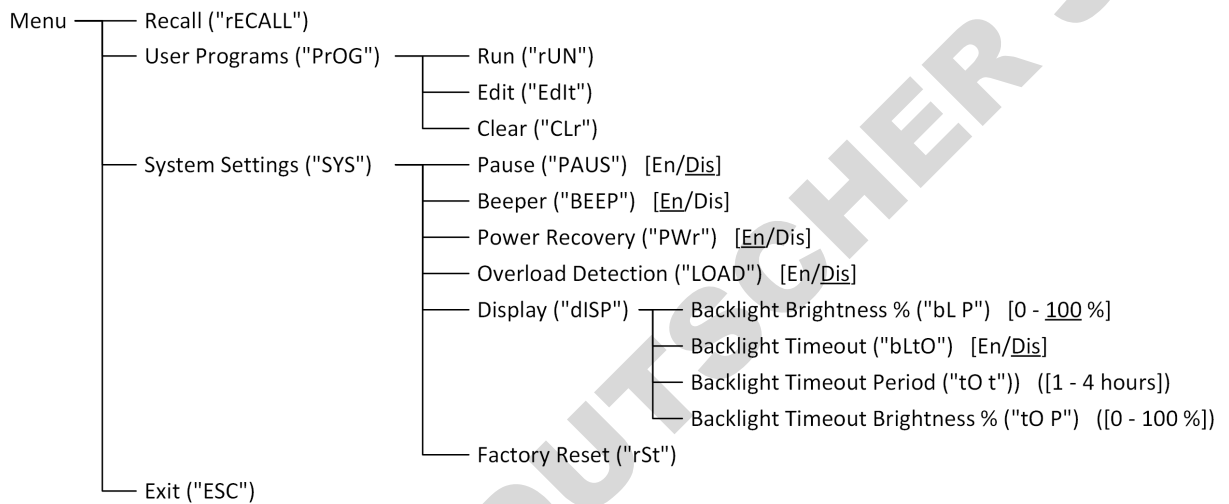 Menu Recall ("rECALL")
User Programs ("PrOG") Run ("rUN")
Edit ("EdIt")
Clear ("CLr")
System Settings ("SYS") Pause ("PAUS") [En/Dis]
Beeper ("BEEP") [En/Dis]
Power Recovery ("PWr") [En/Dis]
Overload Detection ("LOAD") [En/Dis]
Display ("dISP") Backlight Brightness % ("bL P") [0 - 100 %]
Backlight Timeout ("bLtO") [En/Dis]
Backlight Timeout Period ("tO t")) ([1 - 4 hours])
Backlight Timeout Brightness % ("tO P") ([0 - 100 %])
Factory Reset ("rSt")
Exit ("ESC")
OUTSCHER S